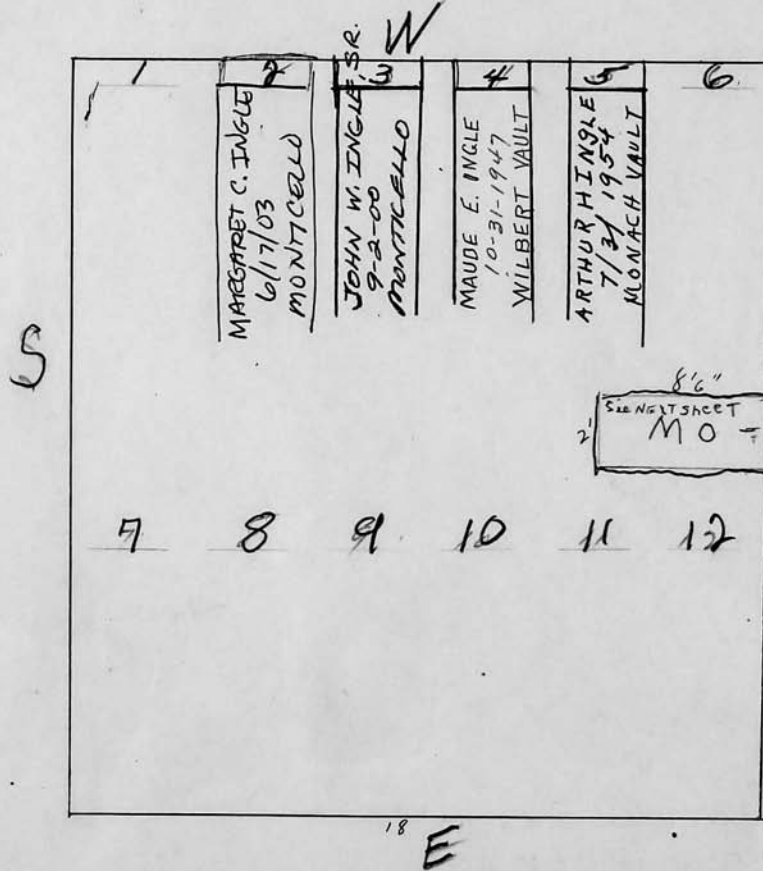 W
1 2 3 4 5 6
MARGARET C. INGLE
6/17/03
MONTICELLO
JOHN W. INGLE, SR.
9-2-00
MONTICELLO
MAUDE E. INGLE
10-31-1947
WILBERT VAULT
ARTHUR H INGLE
7/31/1954
MONACH VAULT
S
8'6"
See NEXT SHEET
2'
MO
7 8 9 10 11 12
18
E